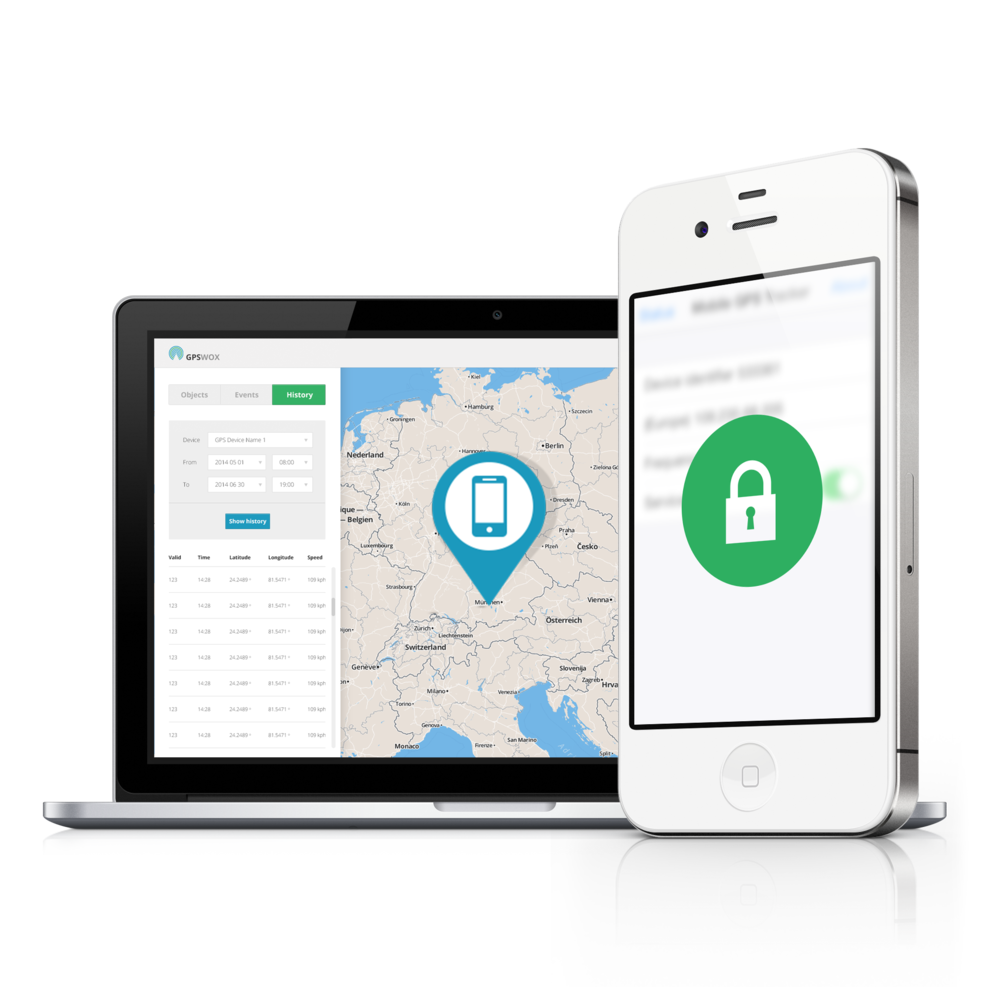 GPSWOX
Objects Events History
Device GPS Device Name 1
From 2014 05 01 08:00
To 2014 06 30 19:00
Show history
Valid Time Latitude Longitude Speed
123 14:28 24.2489 ° 81.5471 ° 109 kph
123 14:28 24.2489 ° 81.5471 ° 109 kph
123 14:28 24.2489 ° 81.5471 ° 109 kph
123 14:28 24.2489 ° 81.5471 ° 109 kph
123 14:28 24.2489 ° 81.5471 ° 109 kph
123 14:28 24.2489 ° 81.5471 ° 109 kph
123 14:28 24.2489 ° 81.5471 ° 109 kph
Kiel
Hamburg
Szczecin
Groningen
Berlin
Hannov
Nederland
Zielona Gó
Köln
Dresden
ique —
— Belgien
Praha
Plzeň
Česko
Luxembourg
Strasbourg
München
Vienna
Österreich
Zürich
Liechtenstein
Switzerland
Genève
Slovenija
Zagreb
Hrva
Milano
Venezia
Torino
Genova
San Marino
Monaco
Firenze
Split
Mobile GPS Tracker
Device identifier